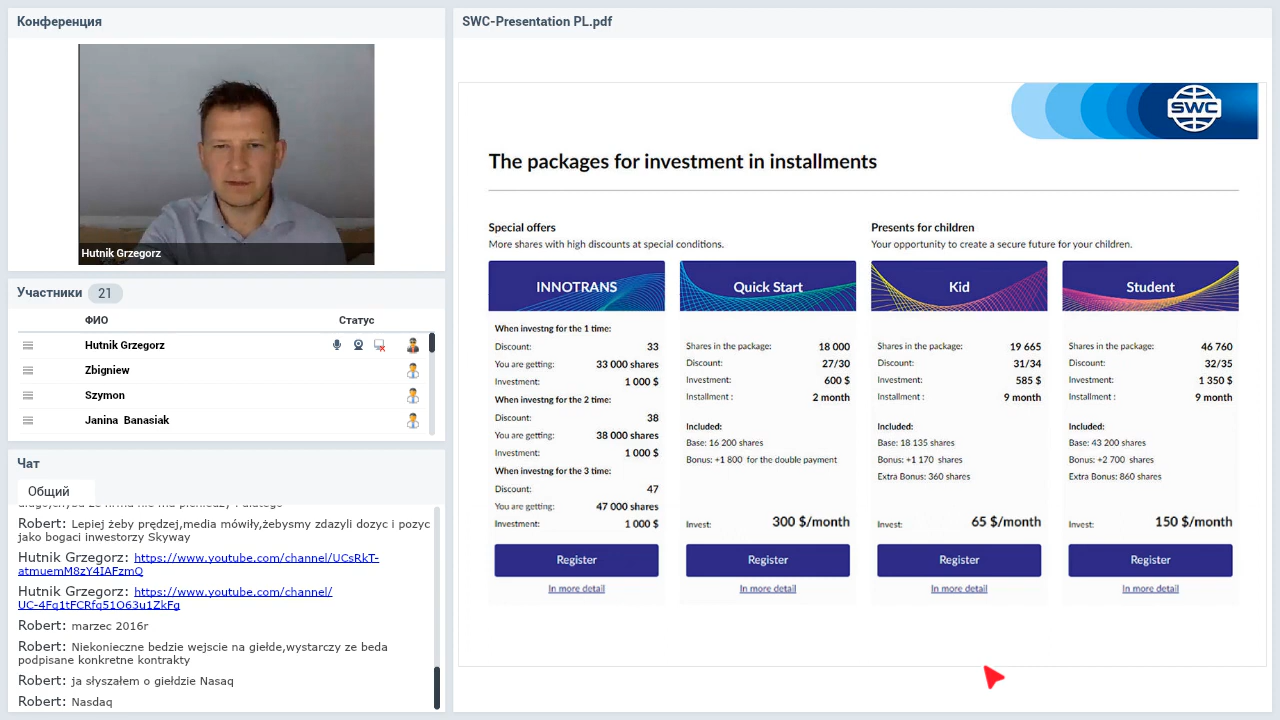 Конференция
Hutnik Grzegorz
Участники 21
ФИО Статус
Hutnik Grzegorz
Zbigniew
Szymon
Janina Banasiak
Чат
Общий
Robert: Lepiej żeby prędzej,media mówiły,żebysmy zdazyli dozyc i pozyc
jako bogaci inwestorzy Skyway
Hutnik Grzegorz: https://www.youtube.com/channel/UCsRkT-
atmuemM8zY4IAFzmQ
Hutnik Grzegorz: https://www.youtube.com/channel/
UC-4Fg1tFCRfq51O63u1ZkFg
Robert: marzec 2016r
Robert: Niekonieczne bedzie wejscie na giełde,wystarczy ze beda
podpisane konkretne kontrakty
Robert: ja słyszałem o giełdzie Nasaq
Robert: Nasdaq
SWC-Presentation PL.pdf
SWC
The packages for investment in installments
Special offers
More shares with high discounts at special conditions.
Presents for children
Your opportunity to create a secure future for your children.
INNOTRANS
When investng for the 1 time:
Discount: 33
You are getting: 33 000 shares
Investment: 1 000 $
When investng for the 2 time:
Discount: 38
You are getting: 38 000 shares
Investment: 1 000 $
When investng for the 3 time:
Discount: 47
You are getting: 47 000 shares
Investment: 1 000 $
Register
In more detail
Quick Start
Shares in the package: 18 000
Discount: 27/30
Investment: 600 $
Installment : 2 month
Included:
Base: 16 200 shares
Bonus: +1 800 for the double payment
Invest: 300 $/month
Register
In more detail
Kid
Shares in the package: 19 665
Discount: 31/34
Investment: 585 $
Installment : 9 month
Included:
Base: 18 135 shares
Bonus: +1 170 shares
Extra Bonus: 360 shares
Invest: 65 $/month
Register
In more detail
Student
Shares in the package: 46 760
Discount: 32/35
Investment: 1 350 $
Installment : 9 month
Included:
Base: 43 200 shares
Bonus: +2 700 shares
Extra Bonus: 860 shares
Invest: 150 $/month
Register
In more detail